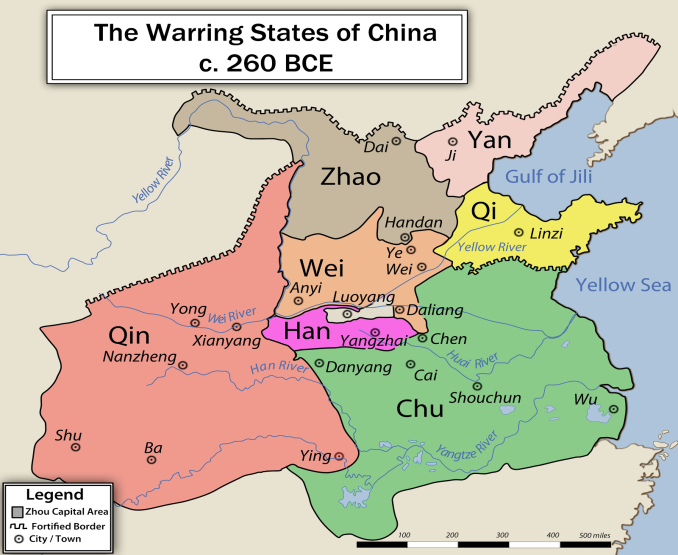 The Warring States of China
c. 260 BCE
Dai
Yan
Ji
Zhao
Yellow River
Gulf of Jili
Qi
Handan
Linzi
Ye
Yellow River
Wei
Wei
Yellow Sea
Anyi
Luoyang
Yong
Wei River
Daliang
Qin
Xianyang
Han
Yangzhai
Chen
Nanzheng
Han River
Danyang
Huai River
Cai
Chu
Shouchun
Wu
Shu
Ba
Ying
Yangtze River
Legend
Zhou Capital Area
Fortified Border
City / Town
100 200 300 400 500 miles